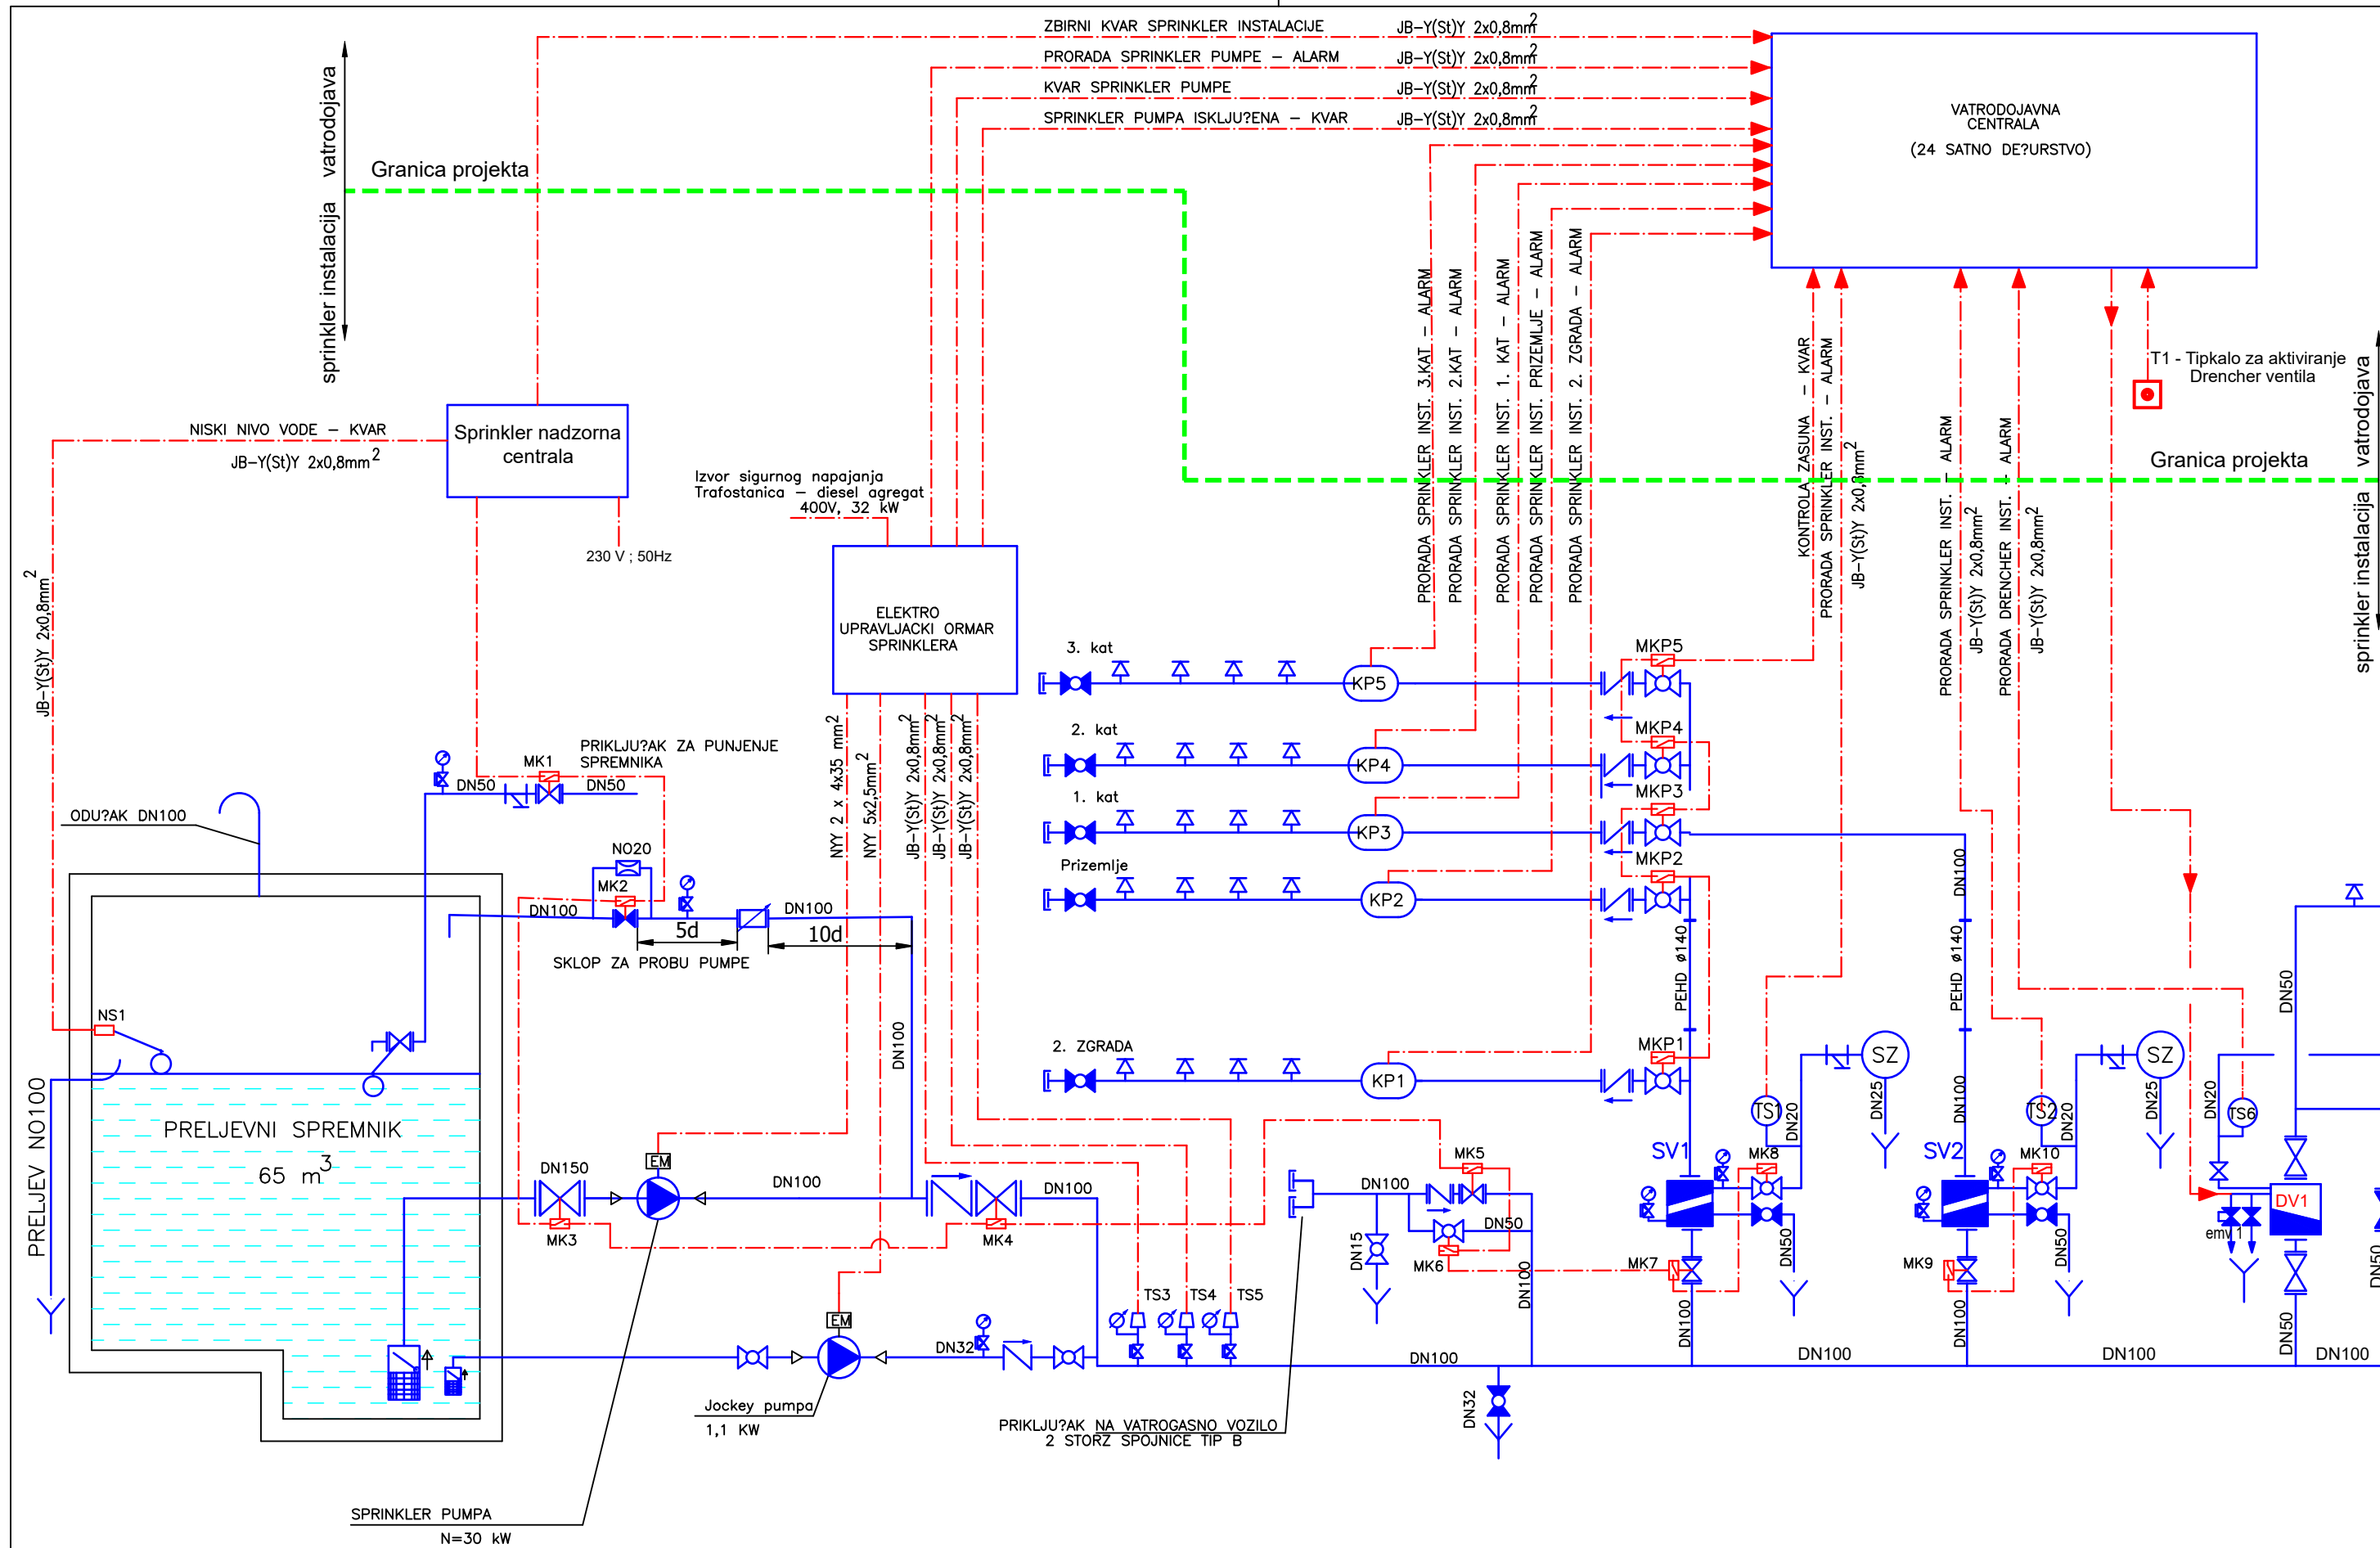 ZBIRNI KVAR SPRINKLER INSTALACIJE JB-Y(St)Y 2x0,8mm2
PRORADA SPRINKLER PUMPE - ALARM JB-Y(St)Y 2x0,8mm2
KVAR SPRINKLER PUMPE JB-Y(St)Y 2x0,8mm2
SPRINKLER PUMPA ISKLJU?ENA - KVAR JB-Y(St)Y 2x0,8mm2
VATRODOJAVNA
CENTRALA
(24 SATNO DE?URSTVO)
vatrodojava
sprinkler instalacija
Granica projekta
NISKI NIVO VODE - KVAR
JB-Y(St)Y 2x0,8mm2
JB-Y(St)Y 2x0,8mm2
Sprinkler nadzorna
centrala
230 V ; 50Hz
Izvor sigurnog napajanja
Trafostanica - diesel agregat
400V, 32 kW
ELEKTRO
UPRAVLJACKI ORMAR
SPRINKLERA
PRORADA SPRINKLER INST. 3.KAT - ALARM
PRORADA SPRINKLER INST. 2.KAT - ALARM
PRORADA SPRINKLER INST. 1. KAT - ALARM
PRORADA SPRINKLER INST. PRIZEMLJE - ALARM
PRORADA SPRINKLER INST. 2. ZGRADA - ALARM
KONTROLA ZASUNA - KVAR
PRORADA SPRINKLER INST. - ALARM
JB-Y(St)Y 2x0,8mm2
PRORADA SPRINKLER INST. - ALARM
JB-Y(St)Y 2x0,8mm2
PRORADA DRENCHER INST. - ALARM
JB-Y(St)Y 2x0,8mm2
T1 - Tipkalo za aktiviranje
Drencher ventila
Granica projekta
vatrodojava
sprinkler instalacija
NYY 2 x 4x35 mm2
NYY 5x2,5mm2
JB-Y(St)Y 2x0,8mm2
JB-Y(St)Y 2x0,8mm2
JB-Y(St)Y 2x0,8mm2
3. kat
KP5
MKP5
2. kat
KP4
MKP4
1. kat
KP3
MKP3
Prizemlje
KP2
MKP2
2. ZGRADA
KP1
MKP1
PRIKLJU?AK ZA PUNJENJE
SPREMNIKA
MK1
DN50
DN50
ODU?AK DN100
NO20
MK2
DN100
DN100
5d
10d
SKLOP ZA PROBU PUMPE
DN100
NS1
PRELJEV NO100
PRELJEVNI SPREMNIK
65 m3
DN150
MK3
EM
DN100
MK4
DN100
EM
DN32
Jockey pumpa
1,1 KW
SPRINKLER PUMPA
N=30 kW
TS3
TS4
TS5
PRIKLJU?AK NA VATROGASNO VOZILO
2 STORZ SPOJNICE TIP B
DN100
MK5
DN50
MK6
DN15
DN100
DN100
DN32
PEHD ø140
SV1
TS1
DN20
MK8
MK7
DN50
DN100
SZ
DN25
DN100
DN100
PEHD ø140
DN100
SV2
TS2
DN20
MK10
MK9
DN50
DN100
SZ
DN25
DN100
DN50
DN20
TS6
DV1
emv 1
DN50
DN100
DN50